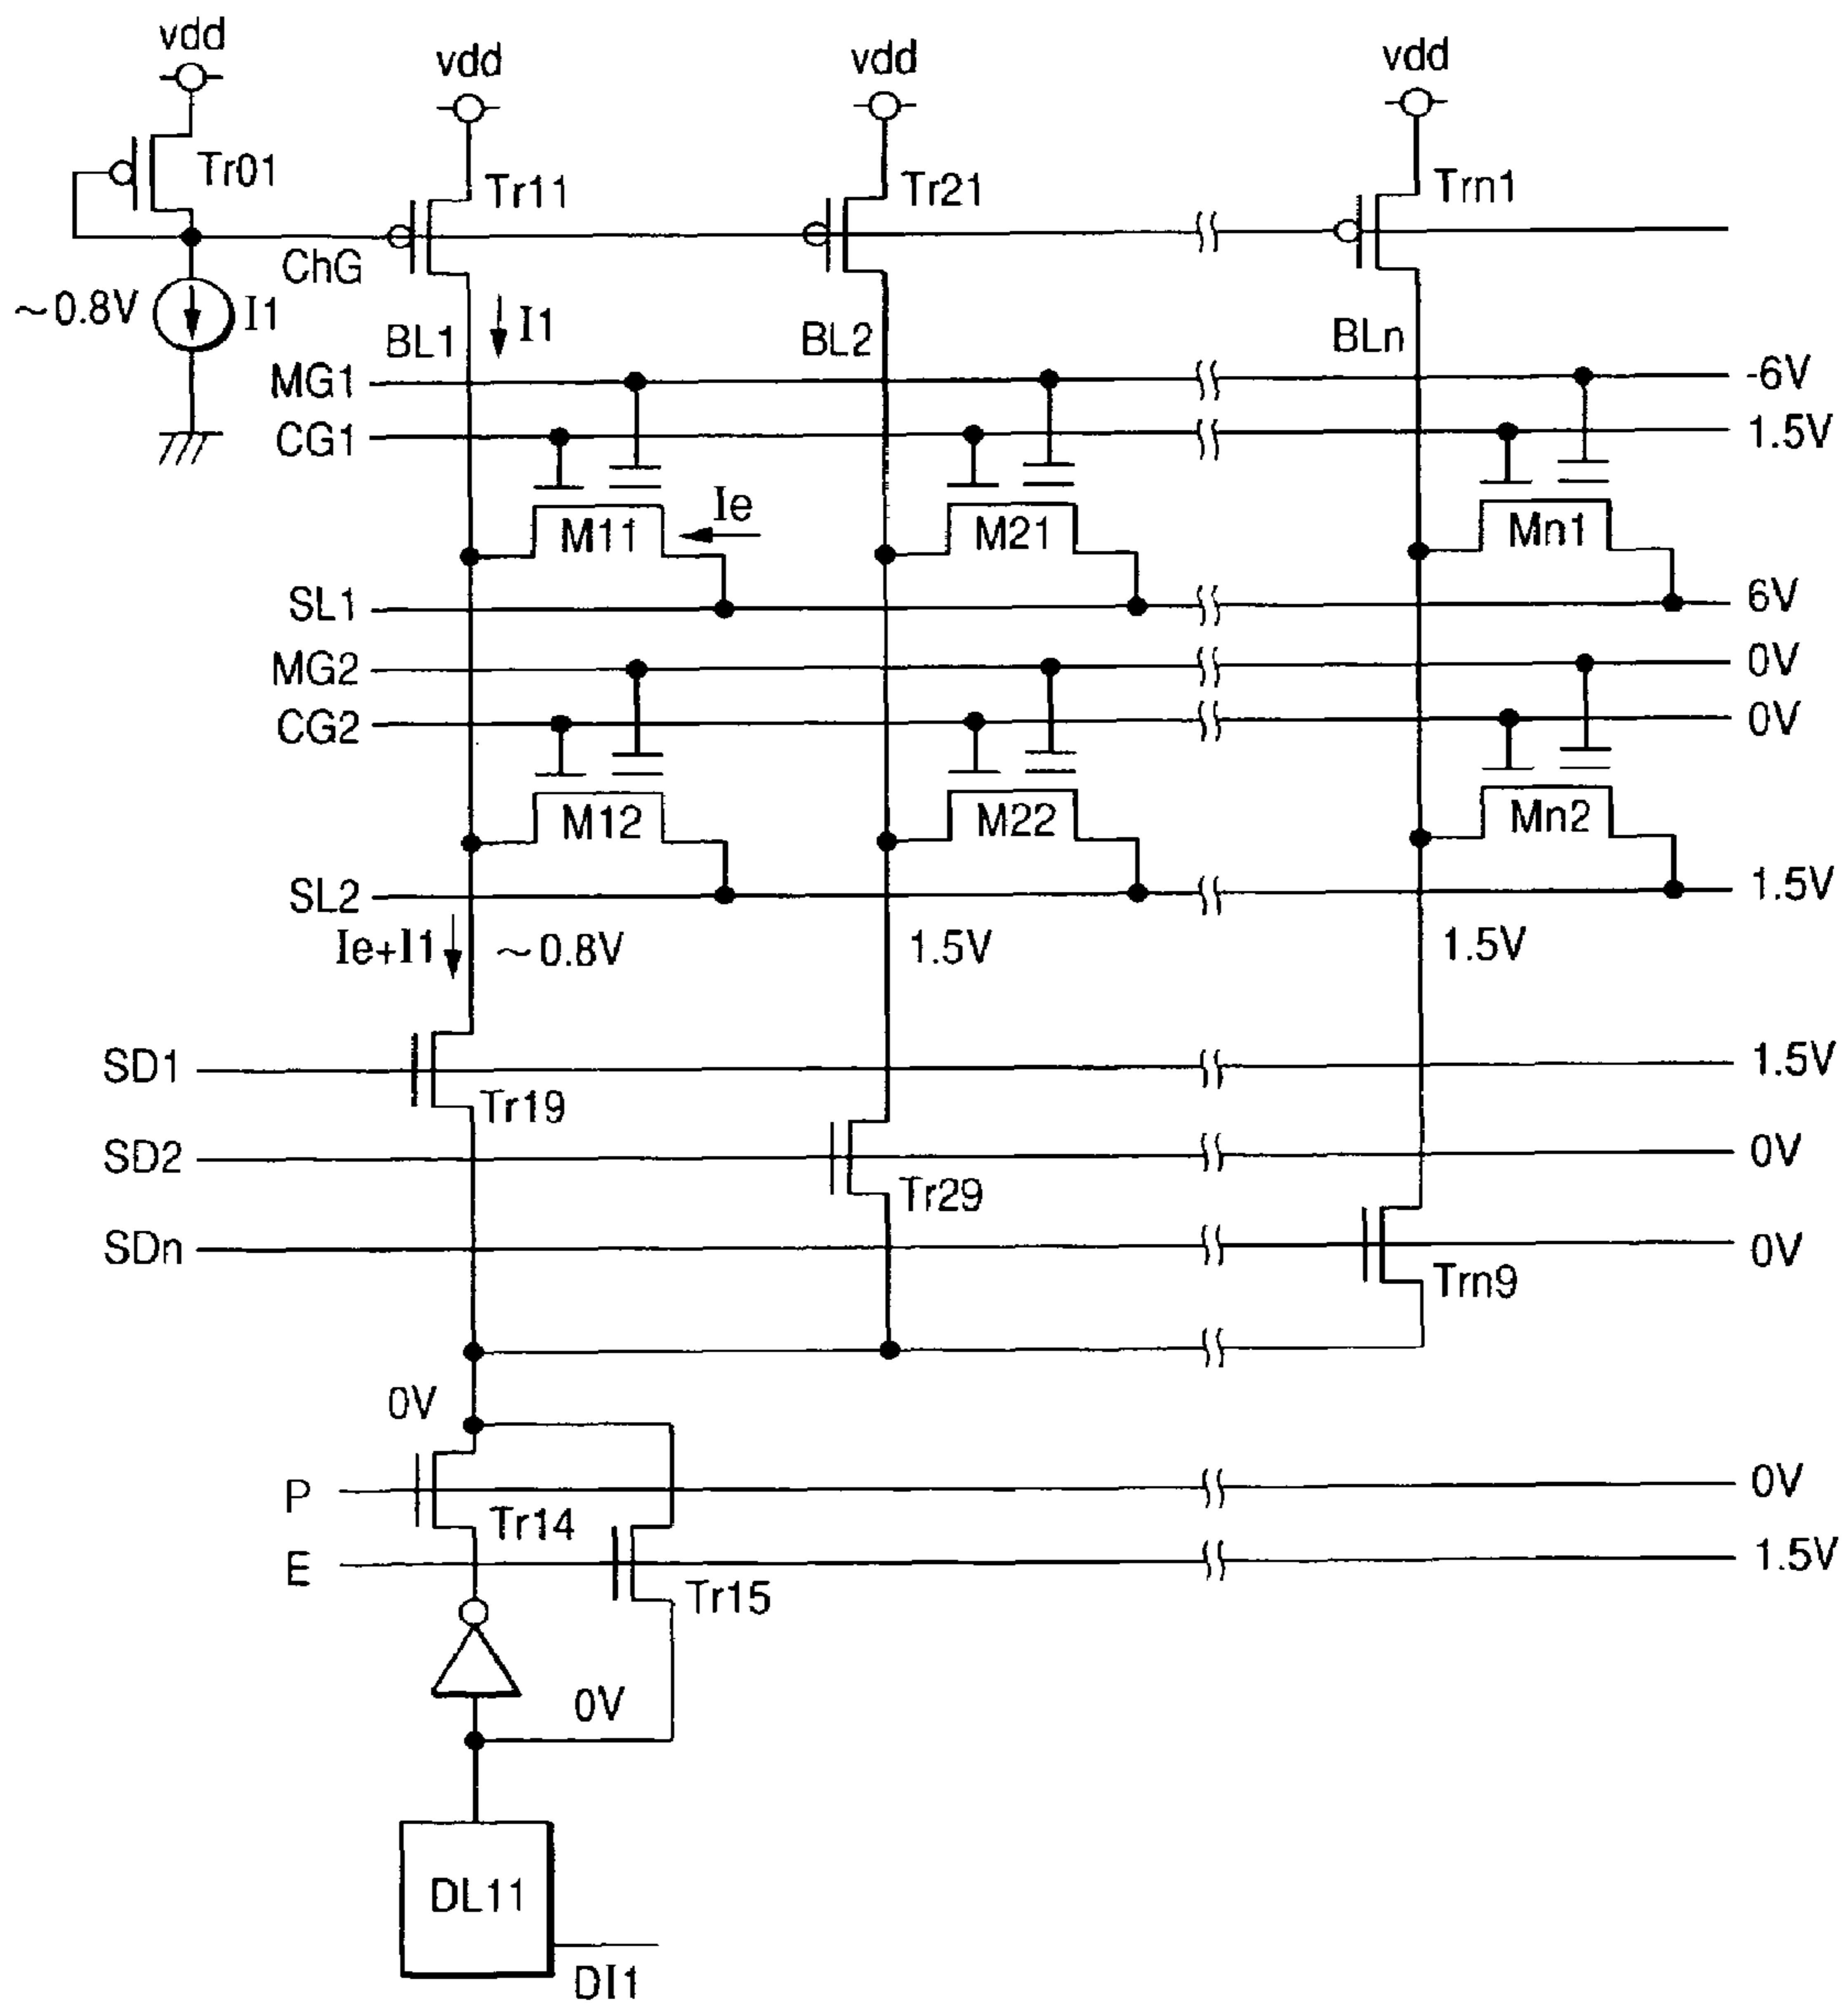 vdd
vdd
vdd
vdd
Tr01
Tr11
Tr21
Trn1
ChG
~0.8V
I1
I1
BL1
BL2
BLn
MG1
-6V
CG1
1.5V
Ie
M11
M21
Mn1
SL1
6V
MG2
0V
CG2
0V
M12
M22
Mn2
SL2
1.5V
Ie+I1
~0.8V
1.5V
1.5V
SD1
1.5V
Tr19
SD2
0V
Tr29
SDn
0V
Trn9
0V
P
0V
Tr14
E
1.5V
Tr15
0V
DL11
DI1